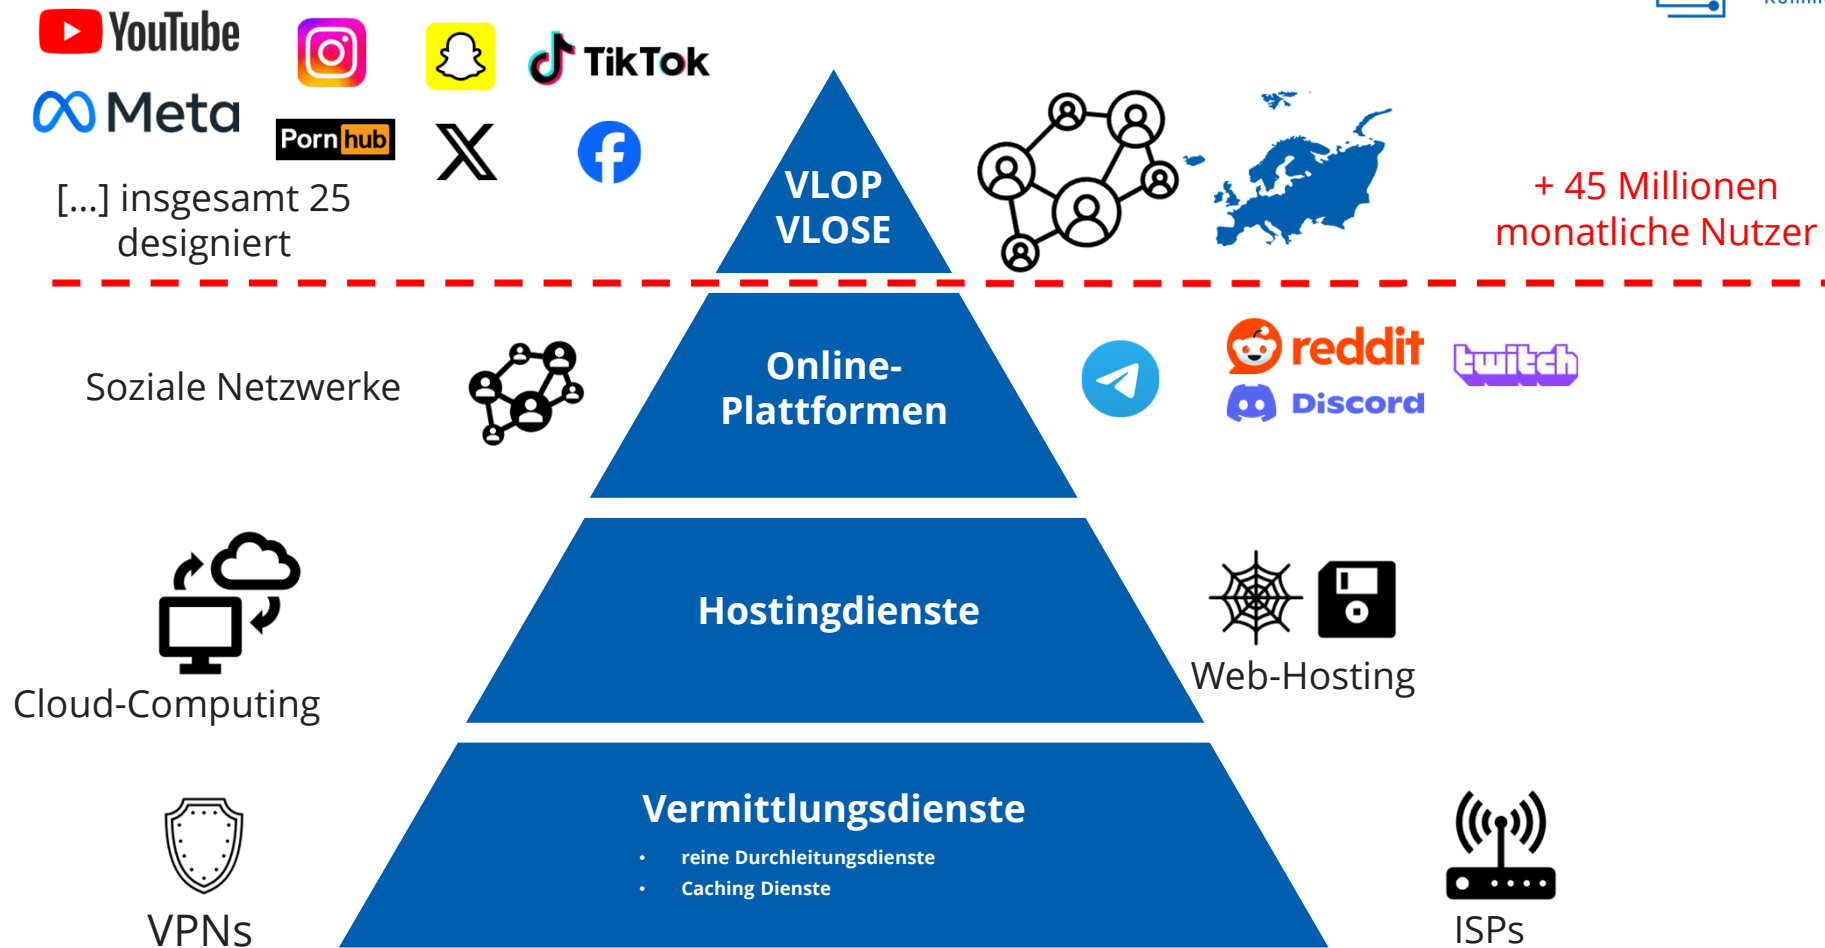 YouTube
TikTok
Meta
Porn hub
X
[...] insgesamt 25
designiert
VLOP
VLOSE
+ 45 Millionen
monatliche Nutzer
Soziale Netzwerke
Online-
Plattformen
reddit
Discord
twitch
Cloud-Computing
Hostingdienste
Web-Hosting
Vermittlungsdienste
• reine Durchleitungsdienste
• Caching Dienste
VPNs
ISPs